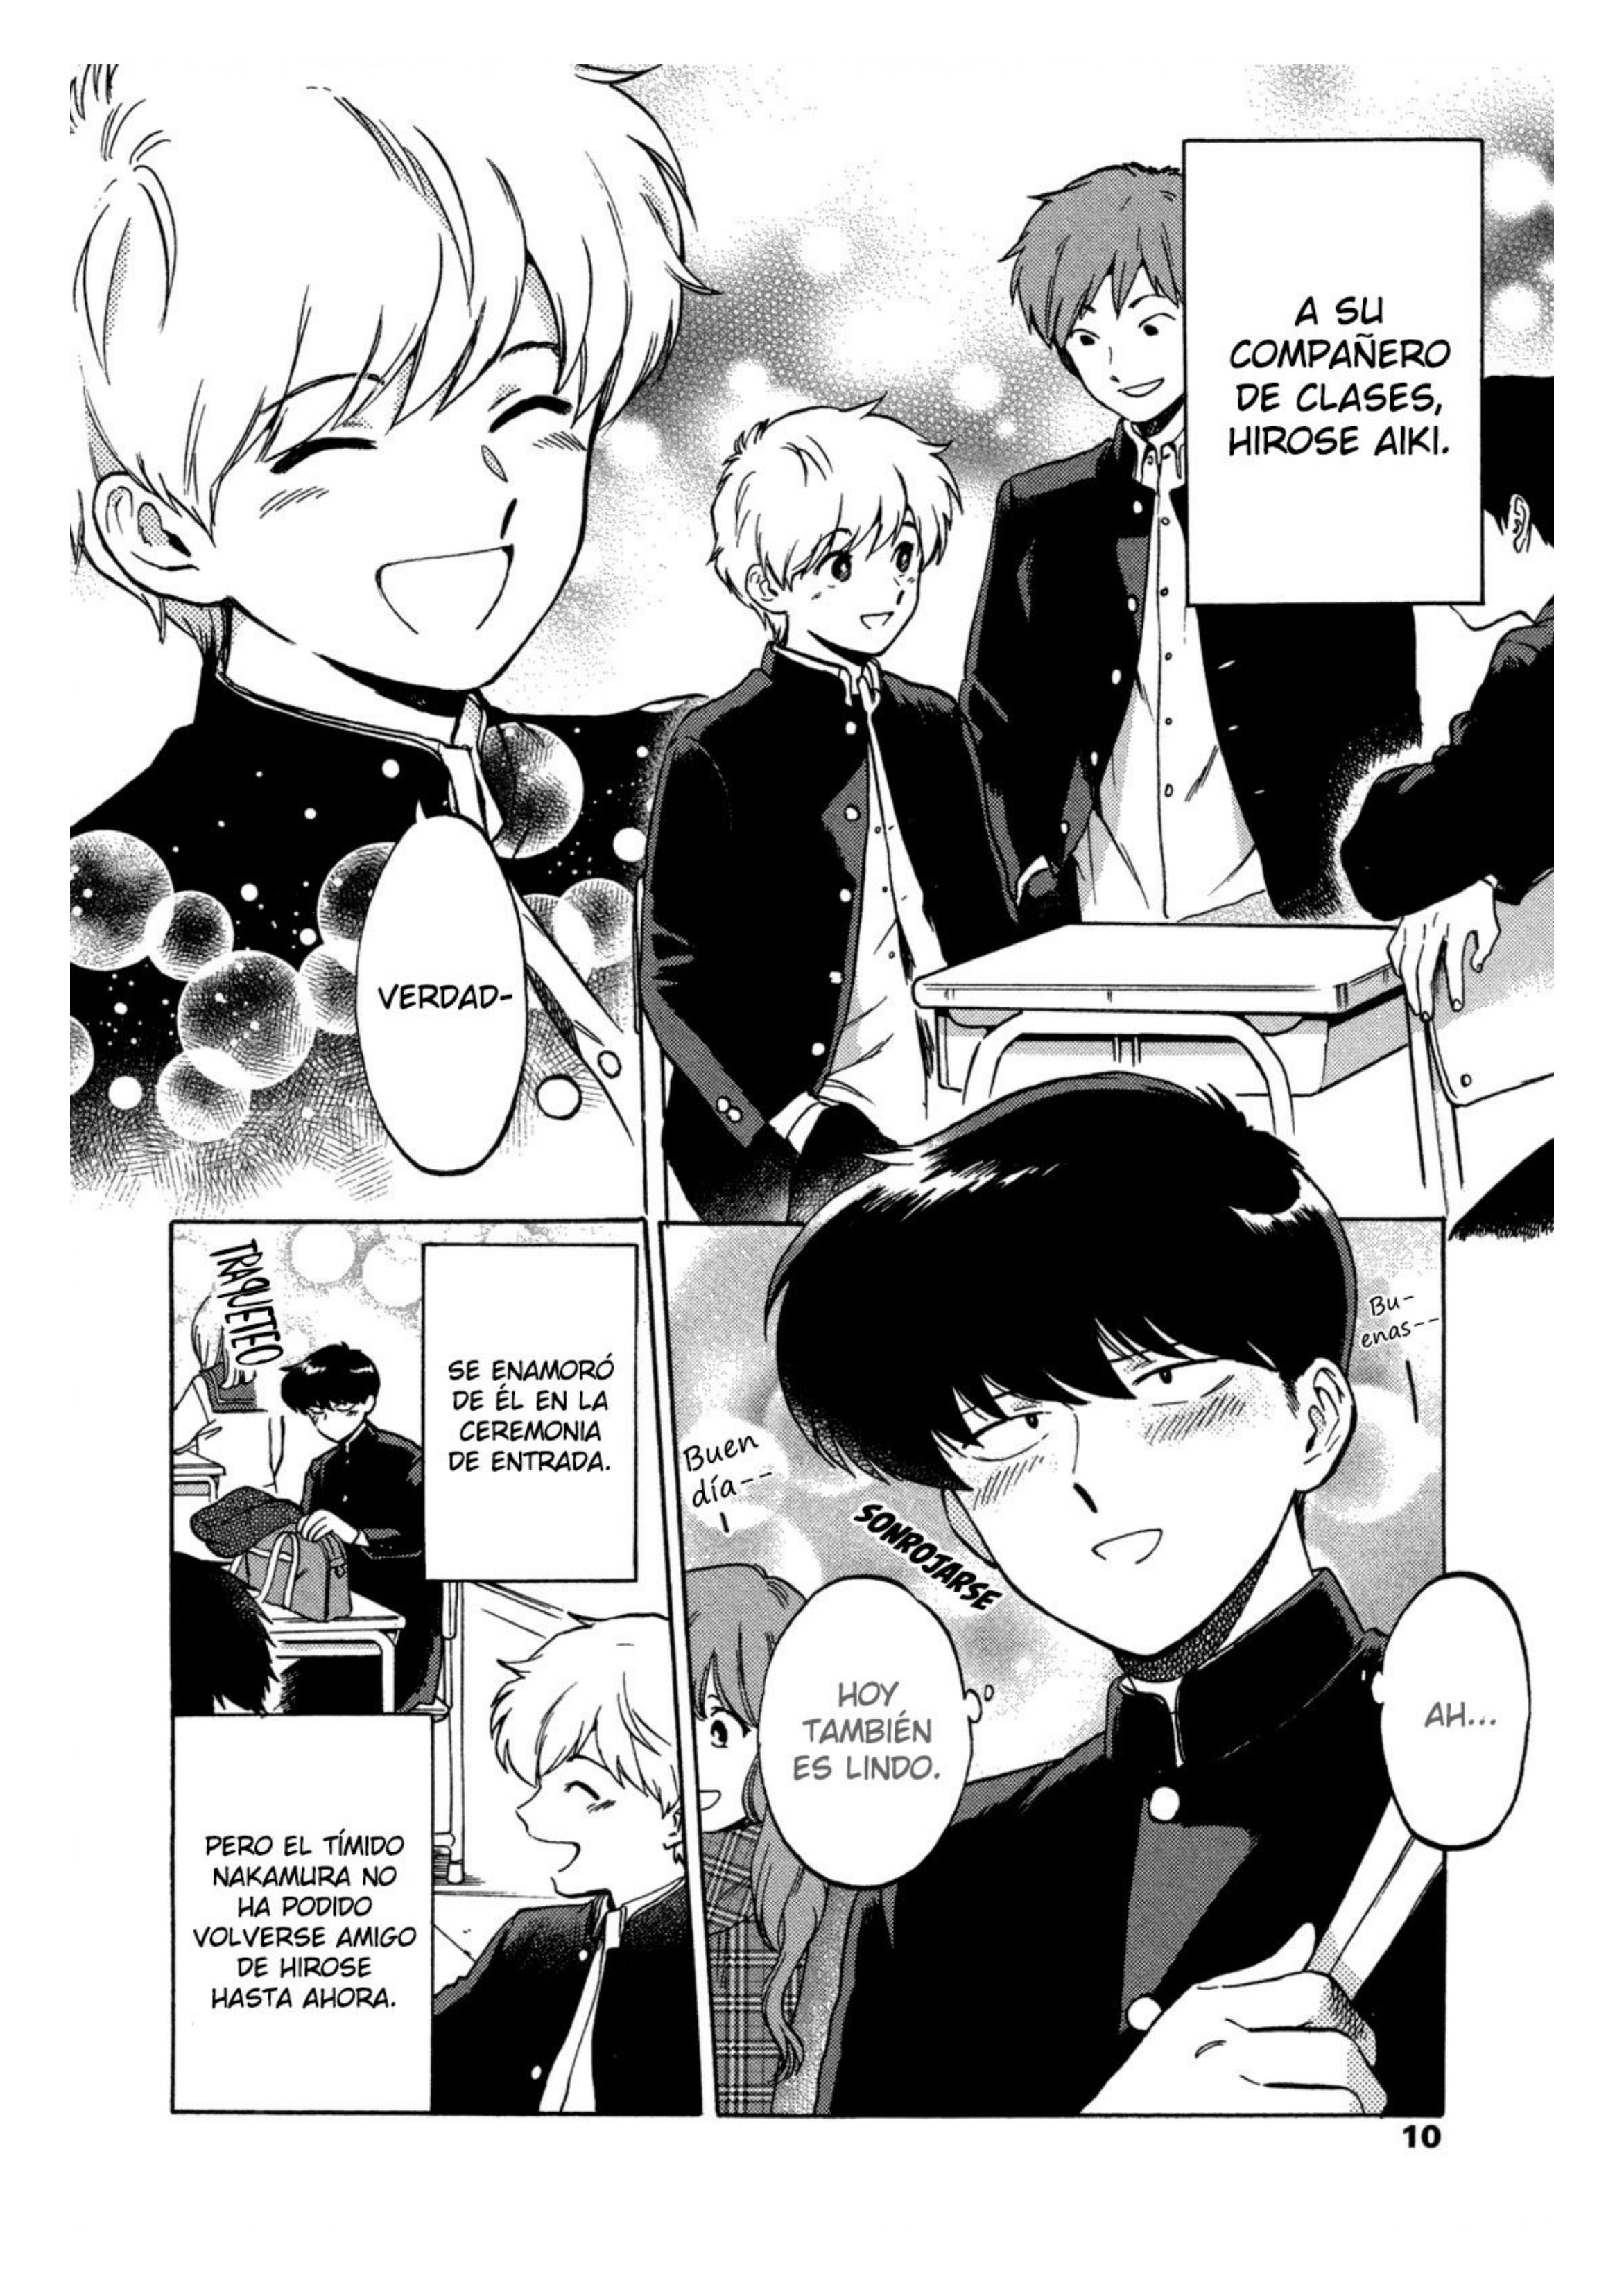 A SU
COMPAÑERO
DE CLASES,
HIROSE AIKI.
VERDAD-
Bu-
enas--
AH...
SONROJARSE
Buen
día--
HOY
TAMBIÉN
ES LINDO.
TRAQUETEO
SE ENAMORÓ
DE ÉL EN LA
CEREMONIA
DE ENTRADA.
PERO EL TÍMIDO
NAKAMURA NO
HA PODIDO
VOLVERSE AMIGO
DE HIROSE
HASTA AHORA.
10